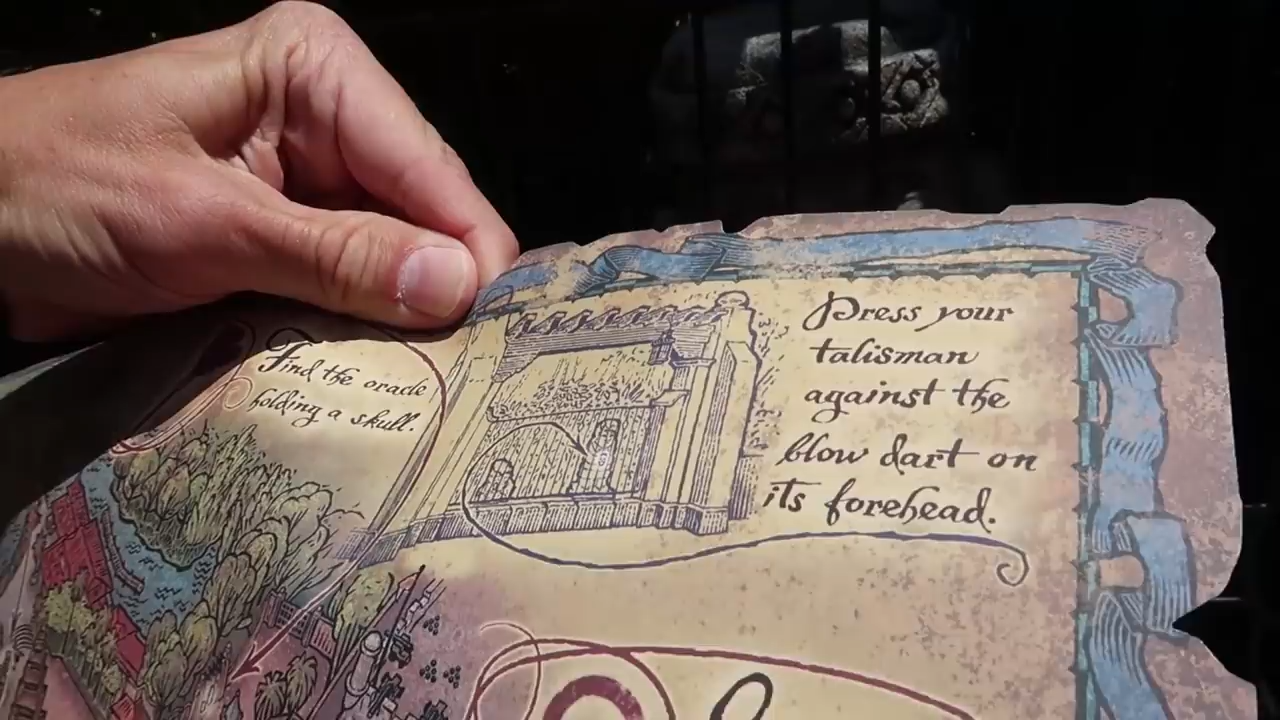 Find the oracle
holding a skull.
Press your
talisman
against the
blow dart on
its forehead.